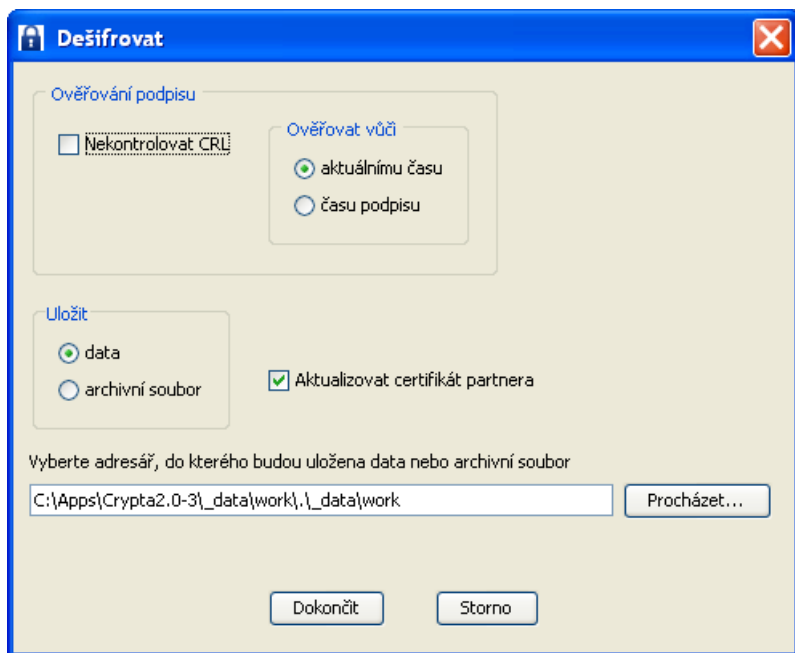 Dešifrovat
Ověřování podpisu
Nekontrolovat CRL
Ověřovat vůči
aktuálnímu času
času podpisu
Uložit
data
archivní soubor
Aktualizovat certifikát partnera
Vyberte adresář, do kterého budou uložena data nebo archivní soubor
C:\Apps\Crypta2.0-3\_data\work\.\_data\work
Procházet...
Dokončit
Storno